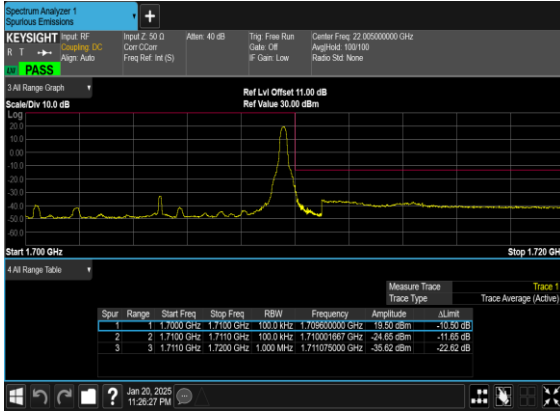 Spectrum Analyzer 1
Spurious Emissions
+
KEYSIGHT Input: RF Input Z: 50 Ω Atten: 40 dB Trig: Free Run Center Freq: 22.005000000 GHz
R T Coupling: DC Corr CCorr Gate: Off Avg|Hold: 100/100
Align: Auto Freq Ref: Int (S) IF Gain: Low Radio Std: None
PASS
3 All Range Graph Ref Lvl Offset 11.00 dB
Scale/Div 10.0 dB Ref Value 30.00 dBm
Log
20.0
10.0
0.00
-10.0
-20.0
-30.0
-40.0
-50.0
-60.0
Start 1.700 GHz Stop 1.720 GH
4 All Range Table
Measure Trace Trace 1
Trace Type Trace Average (Active)
Spur Range Start Freq Stop Freq RBW Frequency Amplitude ΔLimit
1 1 1.7000 GHz 1.7100 GHz 100.0 kHz 1.709600000 GHz 19.50 dBm -10.50 dB
2 2 1.7100 GHz 1.7110 GHz 100.0 kHz 1.710001667 GHz -24.65 dBm -11.65 dB
3 3 1.7110 GHz 1.7200 GHz 1.000 MHz 1.711075000 GHz -35.62 dBm -22.62 dB
? Jan 20, 2025
11:26:27 PM